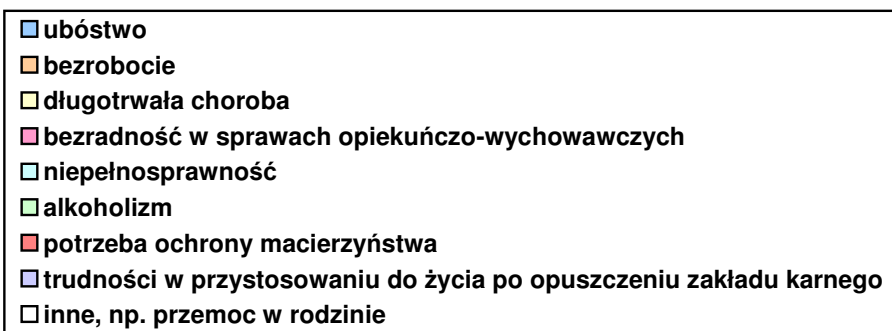 ubóstwo
bezrobocie
długotrwała choroba
bezradność w sprawach opiekuńczo-wychowawczych
niepełnosprawność
alkoholizm
potrzeba ochrony macierzyństwa
trudności w przystosowaniu do życia po opuszczeniu zakładu karnego
inne, np. przemoc w rodzinie